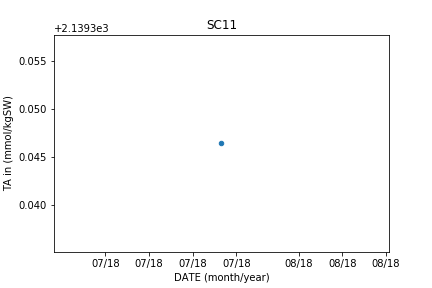 SC11
+2.1393e3
0.055
0.050
0.045
0.040
TA in (mmol/kgSW)
07/18 07/18 07/18 07/18 08/18 08/18 08/18
DATE (month/year)